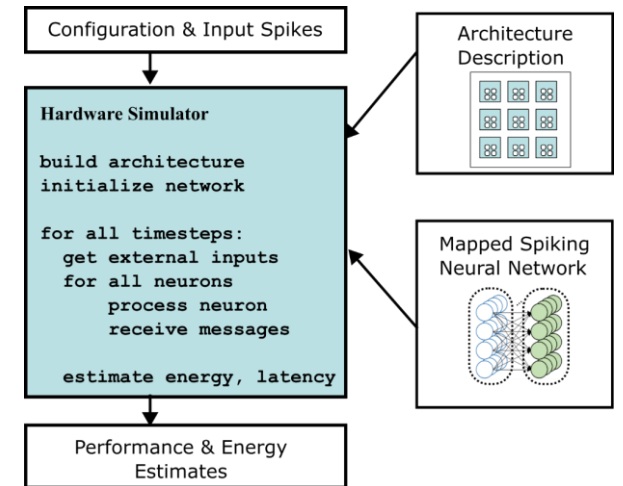 Configuration & Input Spikes
Hardware Simulator
build architecture
initialize network
for all timesteps:
get external inputs
for all neurons
process neuron
receive messages
estimate energy, latency
Performance & Energy
Estimates
Architecture
Description
Mapped Spiking
Neural Network